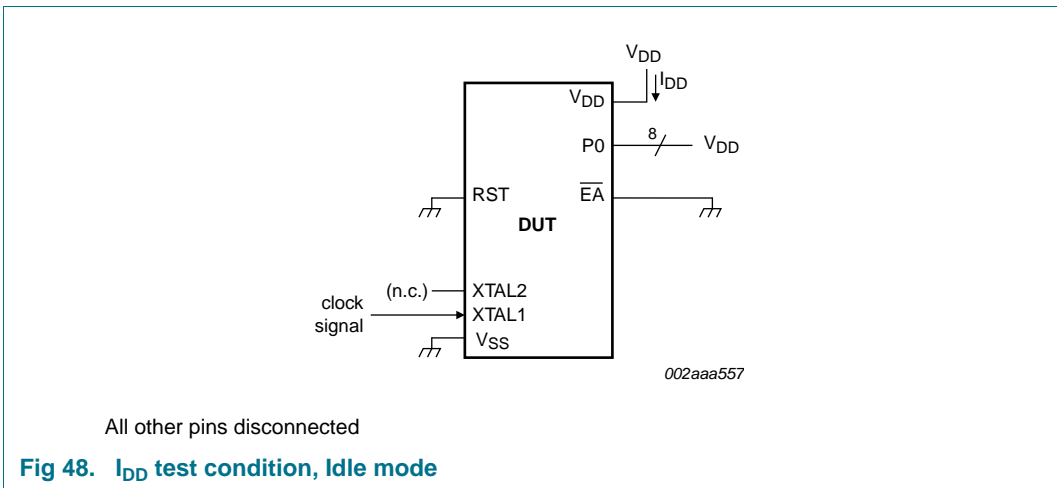 VDD
IDD
VDD
P0
8
VDD
RST
EA
DUT
(n.c.)
XTAL2
clock
signal
XTAL1
VSS
002aaa557
All other pins disconnected
Fig 48. IDD test condition, Idle mode